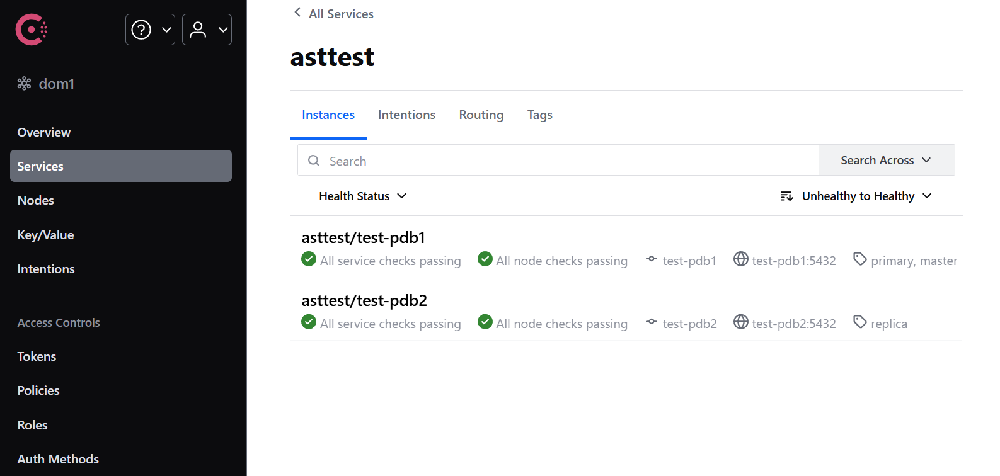 dom1
Overview
Services
Nodes
Key/Value
Intentions
Access Controls
Tokens
Policies
Roles
Auth Methods
All Services
asttest
Instances Intentions Routing Tags
Search Search Across
Health Status Unhealthy to Healthy
asttest/test-pdb1
All service checks passing All node checks passing test-pdb1 test-pdb1:5432 primary, master
asttest/test-pdb2
All service checks passing All node checks passing test-pdb2 test-pdb2:5432 replica